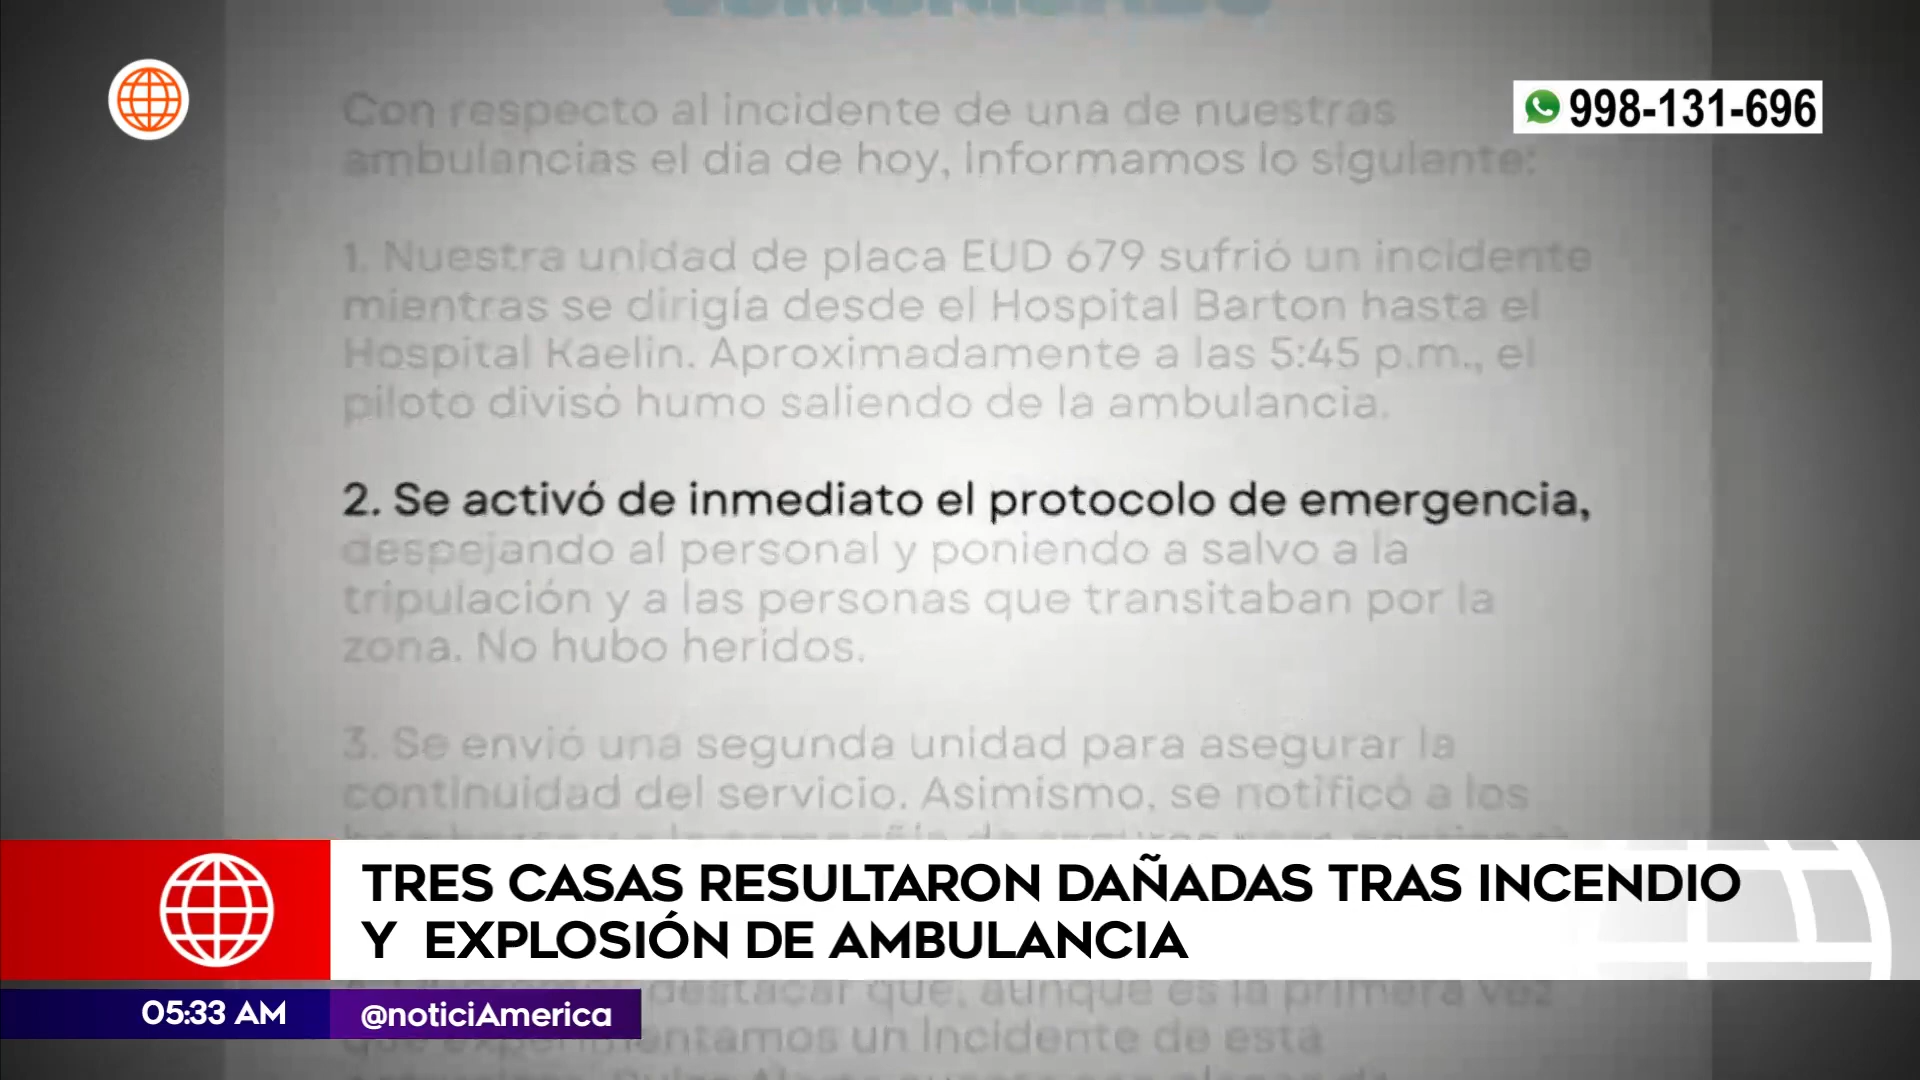 998-131-696
Con respecto al incidente de una de nuestras
ambulancias el dia de hoy, informamos lo siguiente:
1. Nuestra unidad de placa EUD 679 sufrió un incidente
mientras se dirigía desde el Hospital Barton hasta el
Hospital Kaelin. Aproximadamente a las 5:45 p.m., el
piloto divisó humo saliendo de la ambulancia.
2. Se activó de inmediato el protocolo de emergencia,
despejando al personal y poniendo a salvo a la
tripulación y a las personas que transitaban por la
zona. No hubo heridos.
3. Se envió una segunda unidad para asegurar la
continuidad del servicio. Asimismo, se notificó a los
TRES CASAS RESULTARON DAÑADAS TRAS INCENDIO
Y EXPLOSIÓN DE AMBULANCIA
destacar que, aunque es la primera vez
05:33 AM
@noticiAmerica
un incidente de esta